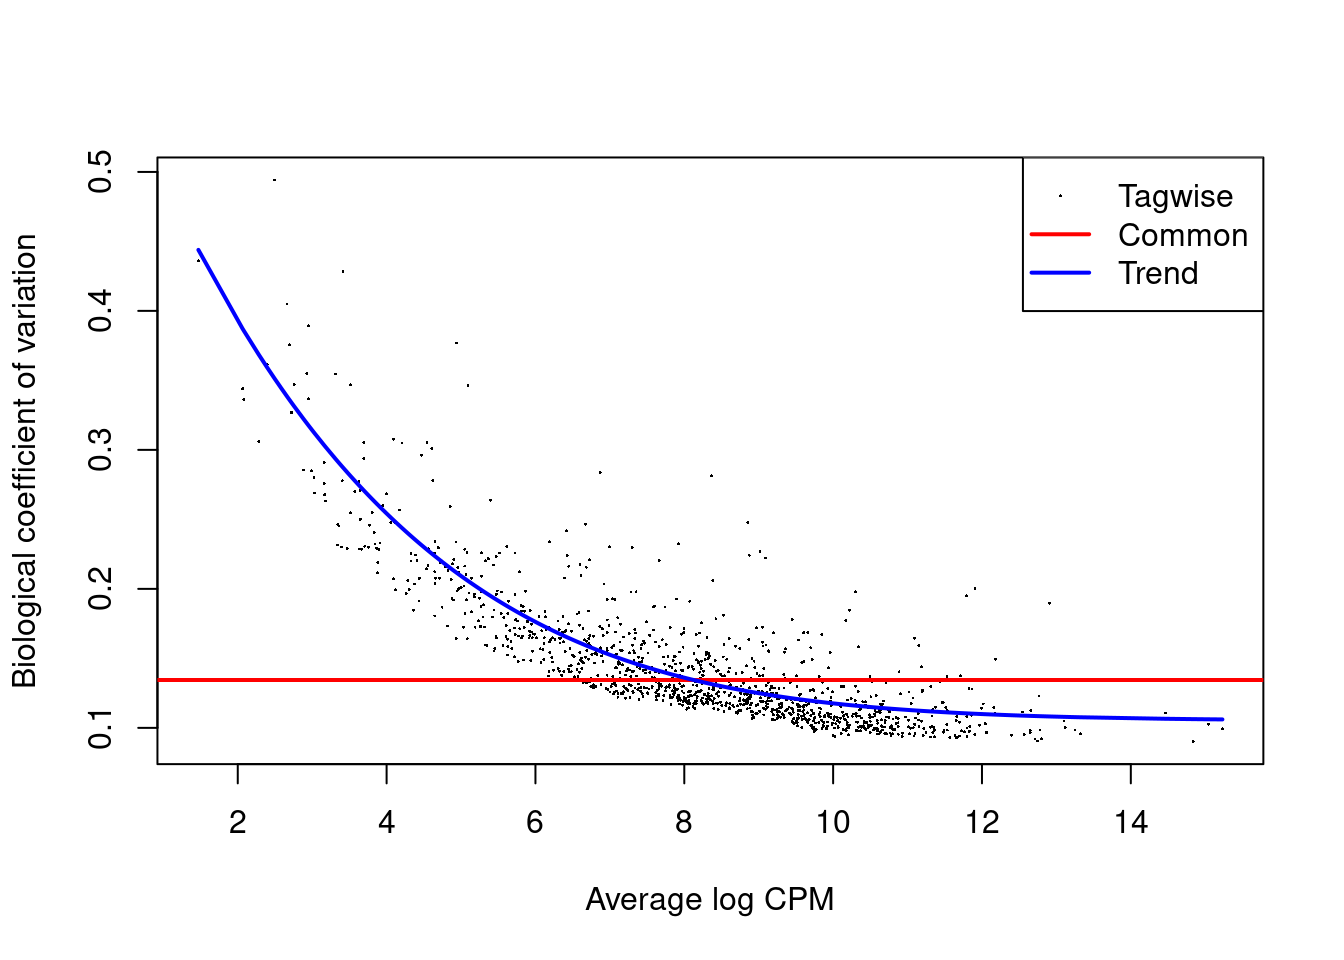 Tagwise
Common
Trend
Biological coefficient of variation
0.5
0.4
0.3
0.2
0.1
2 4 6 8 10 12 14
Average log CPM